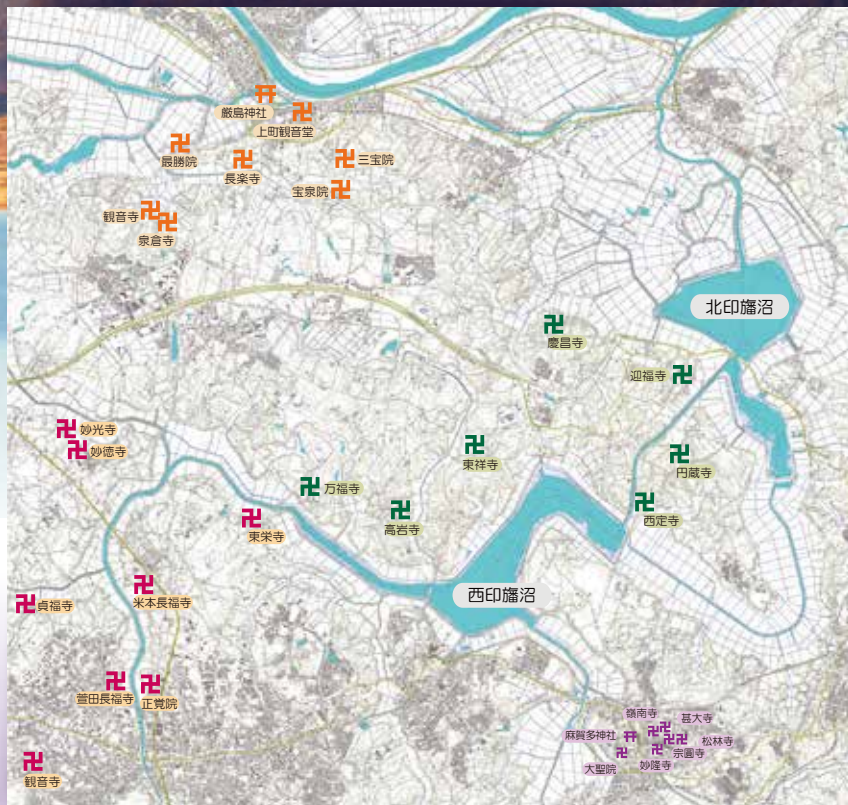 厳島神社
上町観音堂
最勝院
長楽寺
三宝院
宝泉院
観音寺
泉倉寺
北印旛沼
慶昌寺
迎福寺
妙光寺
妙徳寺
東祥寺
円蔵寺
万福寺
高岩寺
西定寺
東栄寺
西印旛沼
米本長福寺
貞福寺
萱田長福寺
正覚院
観音寺
嶺南寺
甚大寺
麻賀多神社
松林寺
宗圓寺
妙隆寺
大聖院